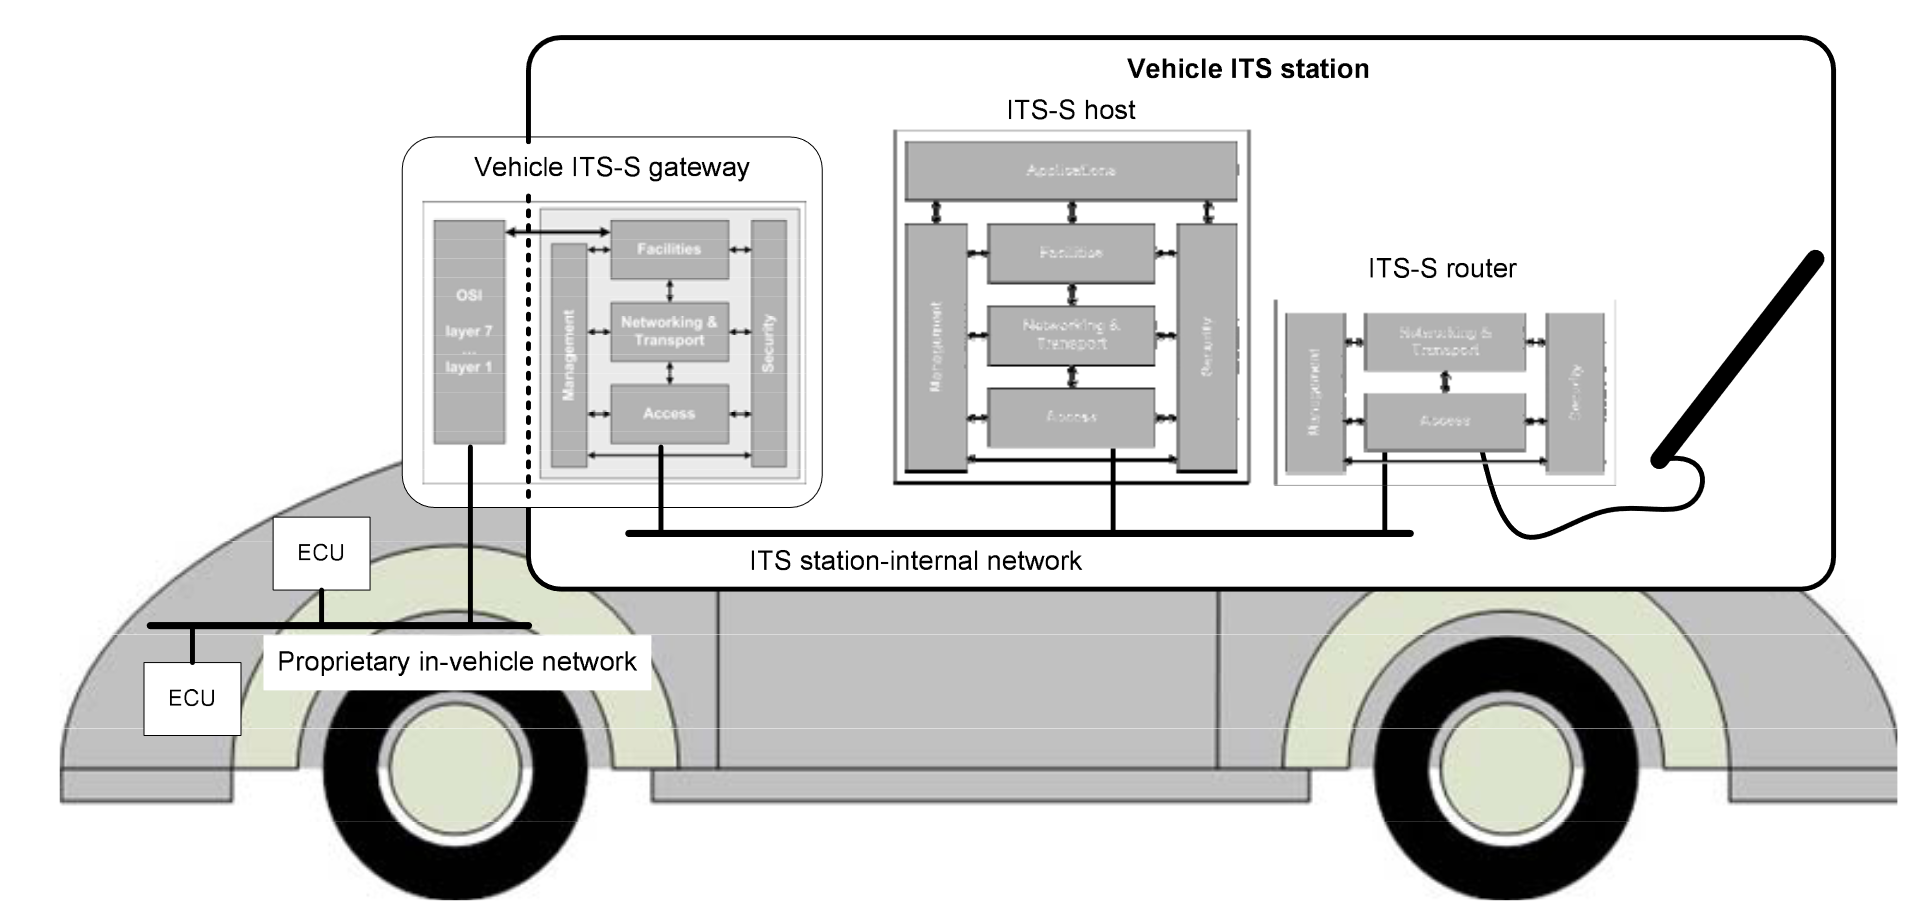 Vehicle ITS station
ITS-S host
Vehicle ITS-S gateway
Applications
OSI
layer 7
...
layer 1
Management
Facilities
Networking &
Transport
Access
Security
Management
Facilities
Networking &
Transport
Access
Security
ITS-S router
Management
Networking &
Transport
Access
Security
ITS station-internal network
ECU
Proprietary in-vehicle network
ECU